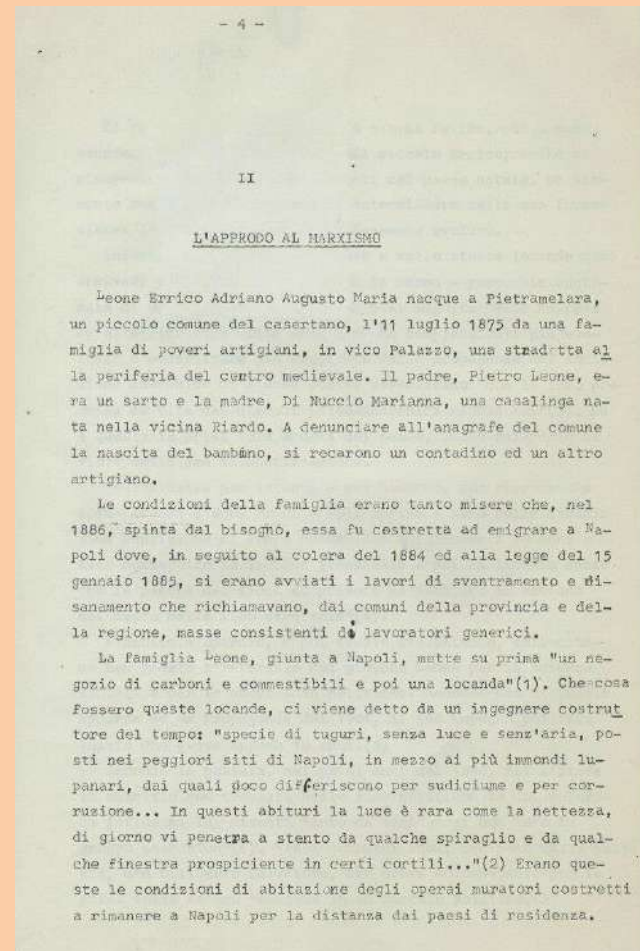 - 4 -
II
L'APPRODO AL MARXISMO
Leone Errico Adriano Augusto Maria nacque a Pietramelara,
un piccolo comune del casertano, l'11 luglio 1875 da una fa-
miglia di poveri artigiani, in vico Palazzo, una stradetta al
la periferia del centro medievale. Il padre, Pietro Leone, e-
ra un sarto e la madre, Di Nuccio Marianna, una casalinga na-
ta nella vicina Riardo. A denunciare all'anagrafe del comune
la nascita del bambino, si recarono un contadino ed un altro
artigiano.
Le condizioni della famiglia erano tanto misere che, nel
1886, spinta dal bisogno, essa fu costretta ad emigrare a Na-
poli dove, in seguito al colera del 1884 ed alla legge del 15
gennaio 1885, si erano avviati i lavori di sventramento e di-
sanamento che richiamavano, dai comuni della provincia e del-
la regione, masse consistenti di lavoratori generici.
La famiglia Leone, giunta a Napoli, mette su prima "un ne-
gozio di carboni e commestibili e poi una locanda"(1). Che cosa
fossero queste locande, ci viene detto da un ingegnere costrut
tore del tempo: "specie di tuguri, senza luce e senz'aria, po-
sti nei peggiori siti di Napoli, in mezzo ai più immondi lu-
panari, dai quali poco differiscono per sudiciume e per cor-
ruzione... In questi abituri la luce è rara come la nettezza,
di giorno vi penetra a stento da qualche spiraglio e da qual-
che finestra prospiciente in certi cortili..."(2) Erano que-
ste le condizioni di abitazione degli operai muratori costretti
a rimanere a Napoli per la distanza dai paesi di residenza.